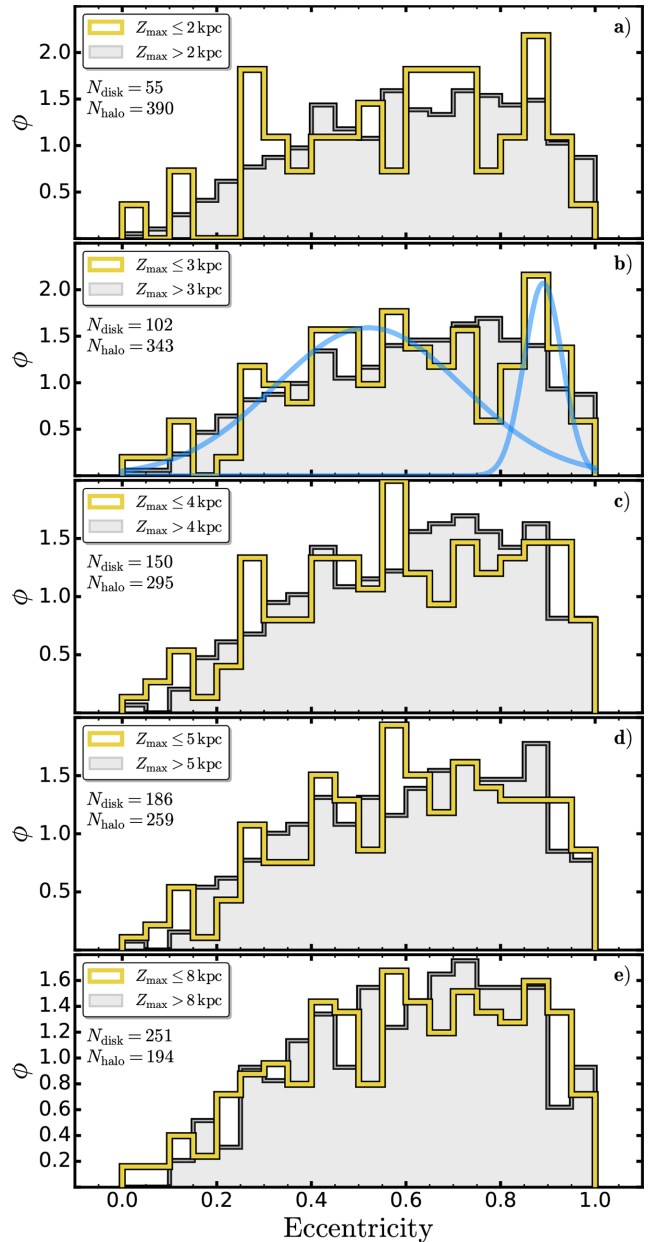 a)
Z_max ≤ 2 kpc
Z_max > 2 kpc
N_disk = 55
N_halo = 390
2.0
1.5
1.0
0.5
ϕ
b)
Z_max ≤ 3 kpc
Z_max > 3 kpc
N_disk = 102
N_halo = 343
2.0
1.5
1.0
0.5
ϕ
c)
Z_max ≤ 4 kpc
Z_max > 4 kpc
N_disk = 150
N_halo = 295
1.5
1.0
0.5
ϕ
d)
Z_max ≤ 5 kpc
Z_max > 5 kpc
N_disk = 186
N_halo = 259
1.5
1.0
0.5
ϕ
e)
Z_max ≤ 8 kpc
Z_max > 8 kpc
N_disk = 251
N_halo = 194
1.6
1.4
1.2
1.0
0.8
0.6
0.4
0.2
ϕ
0.0 0.2 0.4 0.6 0.8 1.0
Eccentricity